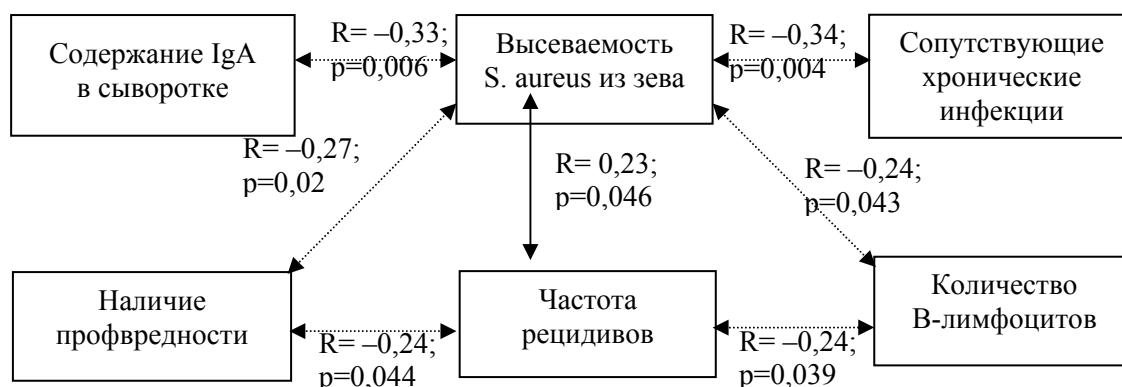 Содержание IgA
в сыворотке
R= –0,33;
p=0,006
Высеваемость
S. aureus из зева
R= –0,34;
p=0,004
Сопутствующие
хронические
инфекции
R= –0,27;
p=0,02
R= 0,23;
p=0,046
R= –0,24;
p=0,043
Наличие
профвредности
R= –0,24;
p=0,044
Частота
рецидивов
R= –0,24;
p=0,039
Количество
В-лимфоцитов